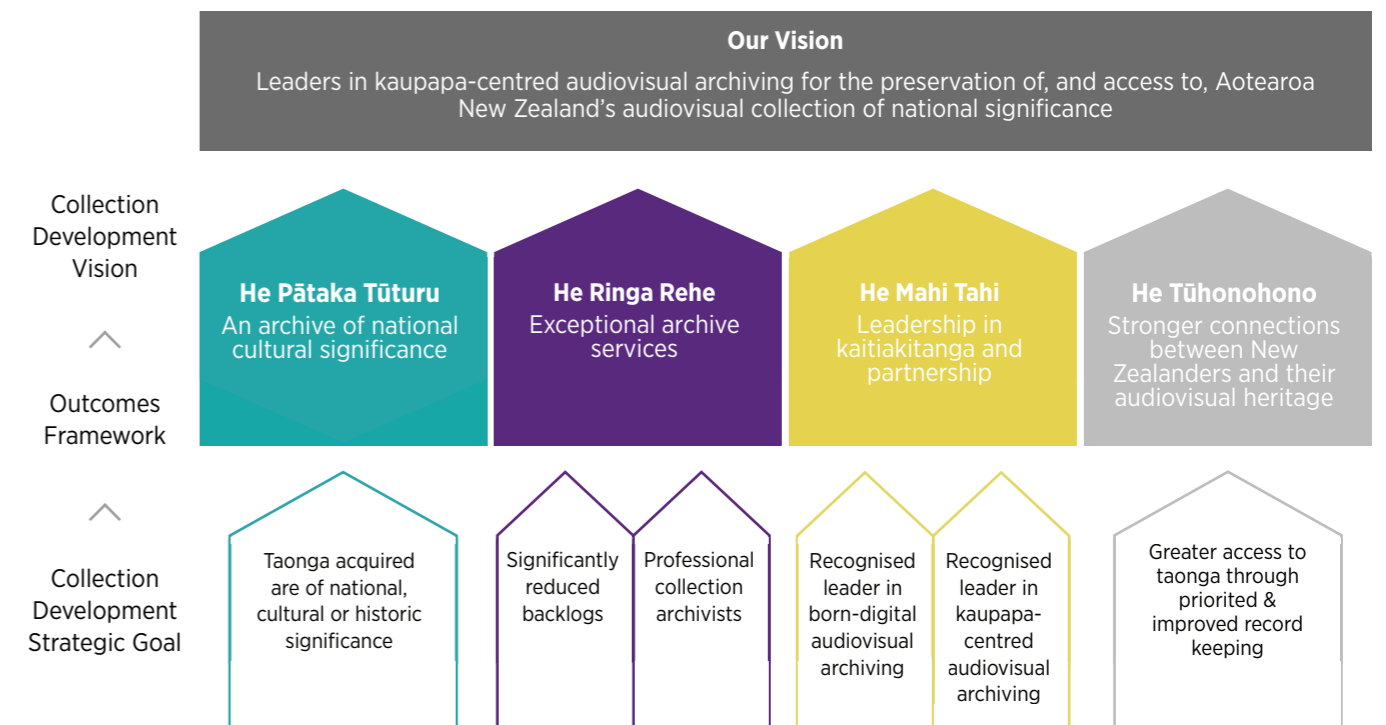 Our Vision
Leaders in kaupapa-centred audiovisual archiving for the preservation of, and access to, Aotearoa
New Zealand's audiovisual collection of national significance
Collection
Development
Vision
He Pātaka Tūturu
An archive of national
cultural significance
He Ringa Rehe
Exceptional archive
services
He Mahi Tahi
Leadership in
kaitiakitanga and
partnership
He Tūhonohono
Stronger connections
between New
Zealanders and their
audiovisual heritage
Outcomes
Framework
Collection
Development
Strategic Goal
Taonga acquired
are of national,
cultural or historic
significance
Significantly
reduced
backlogs
Professional
collection
archivists
Recognised
leader in
born-digital
audiovisual
archiving
Recognised
leader in
kaupapa-
centred
audiovisual
archiving
Greater access to
taonga through
priorited &
improved record
keeping